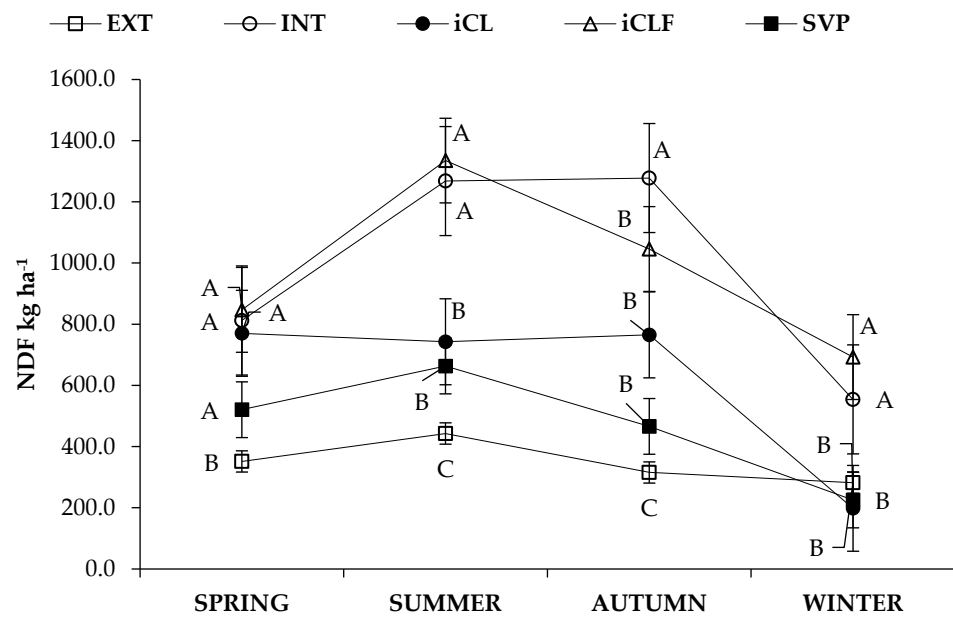 EXT INT iCL iCLF SVP
1600.0
1400.0
1200.0
1000.0
800.0
600.0
400.0
200.0
0.0
NDF kg ha-1
A
A
A
A
B
A
A
B
B
C
A
B
B
B
C
A
A
B
B
B
SPRING SUMMER AUTUMN WINTER